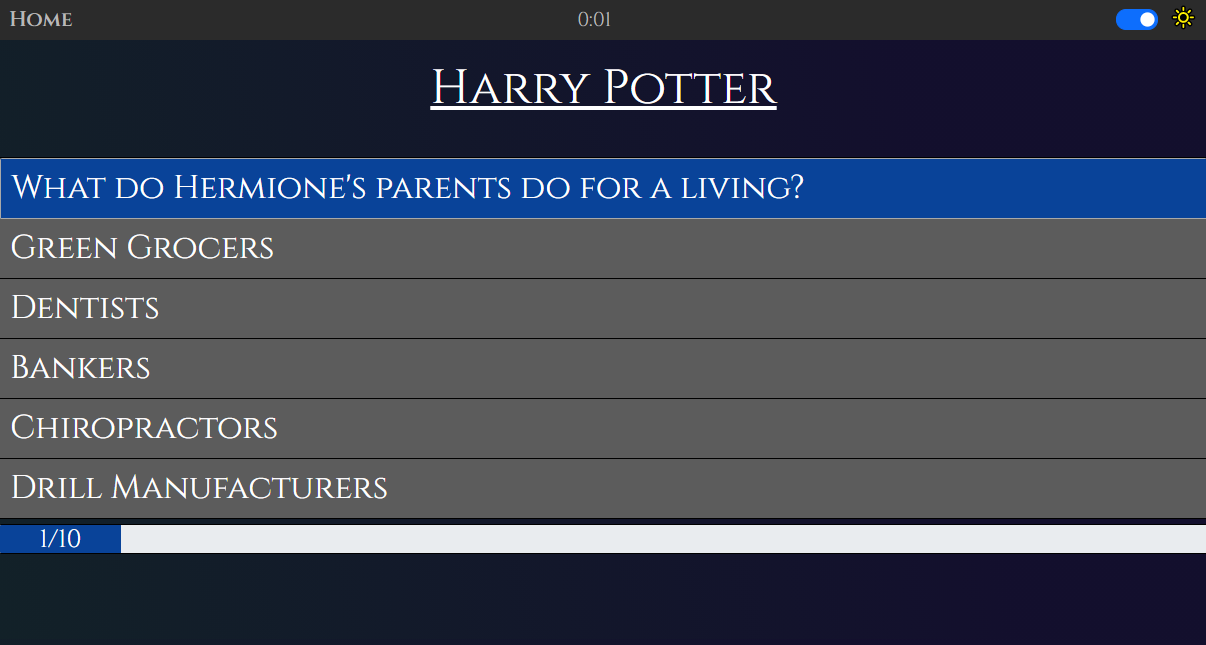 Home
0:01
Harry Potter
What do Hermione's parents do for a living?
Green Grocers
Dentists
Bankers
Chiropractors
Drill Manufacturers
1/10